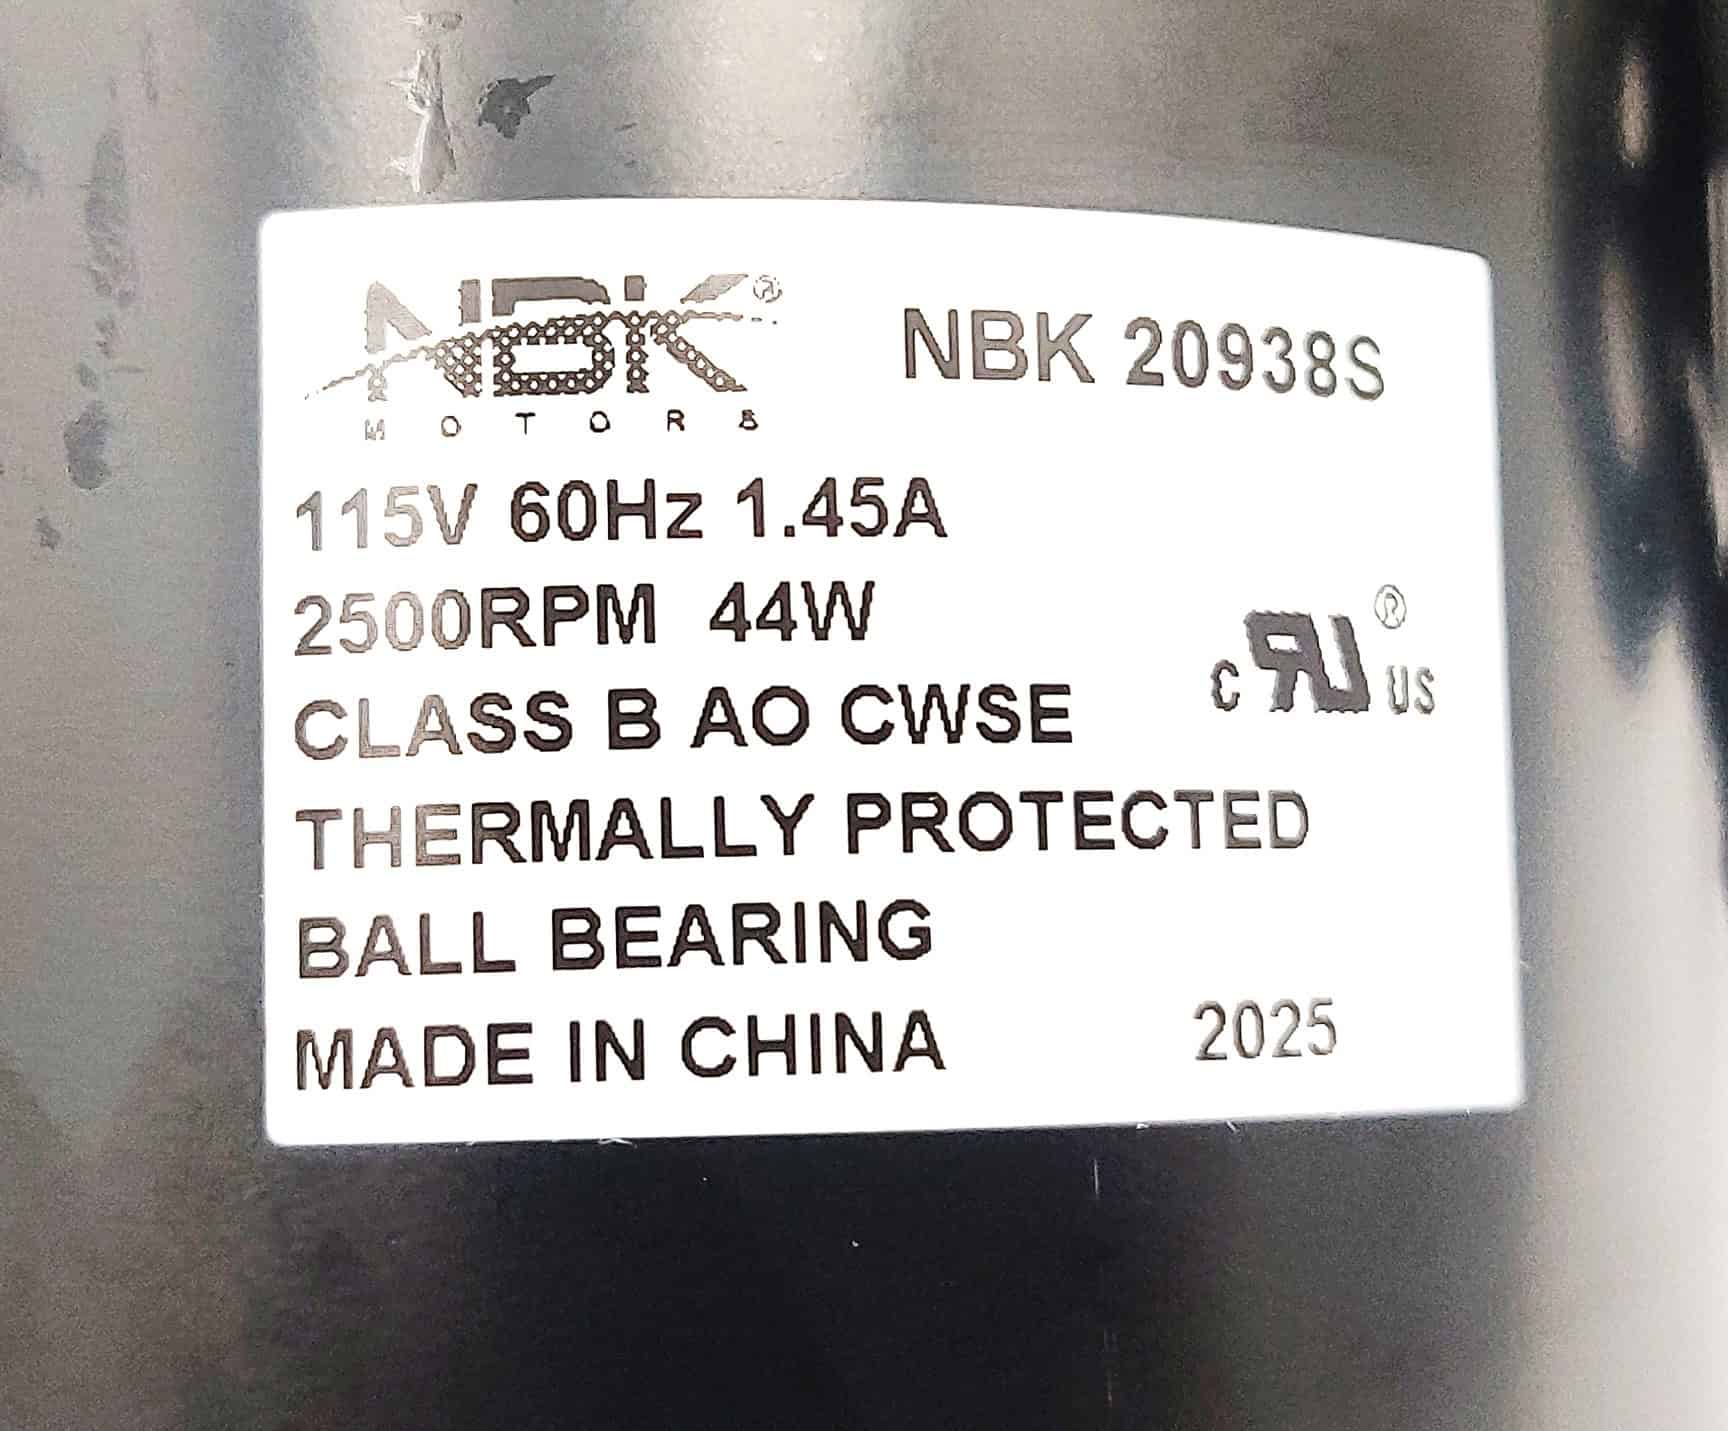 NBK®
MOTORS
NBK 20938S
115V 60Hz 1.45A
2500RPM 44W
CLASS B AO CWSE
c RU® US
THERMALLY PROTECTED
BALL BEARING
MADE IN CHINA
2025